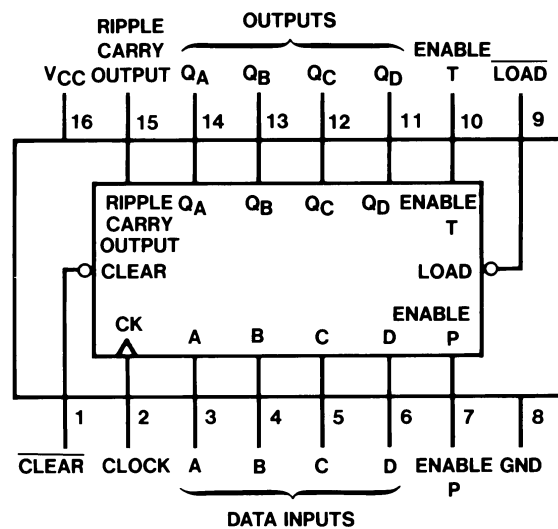 RIPPLE OUTPUTS
CARRY ENABLE
VCC OUTPUT QA QB QC QD T LOAD
16 15 14 13 12 11 10 9
RIPPLE QA QB QC QD ENABLE
CARRY T
OUTPUT
CLEAR LOAD
CK ENABLE
A B C D P
1 2 3 4 5 6 7 8
CLEAR CLOCK A B C D ENABLE GND
P
DATA INPUTS